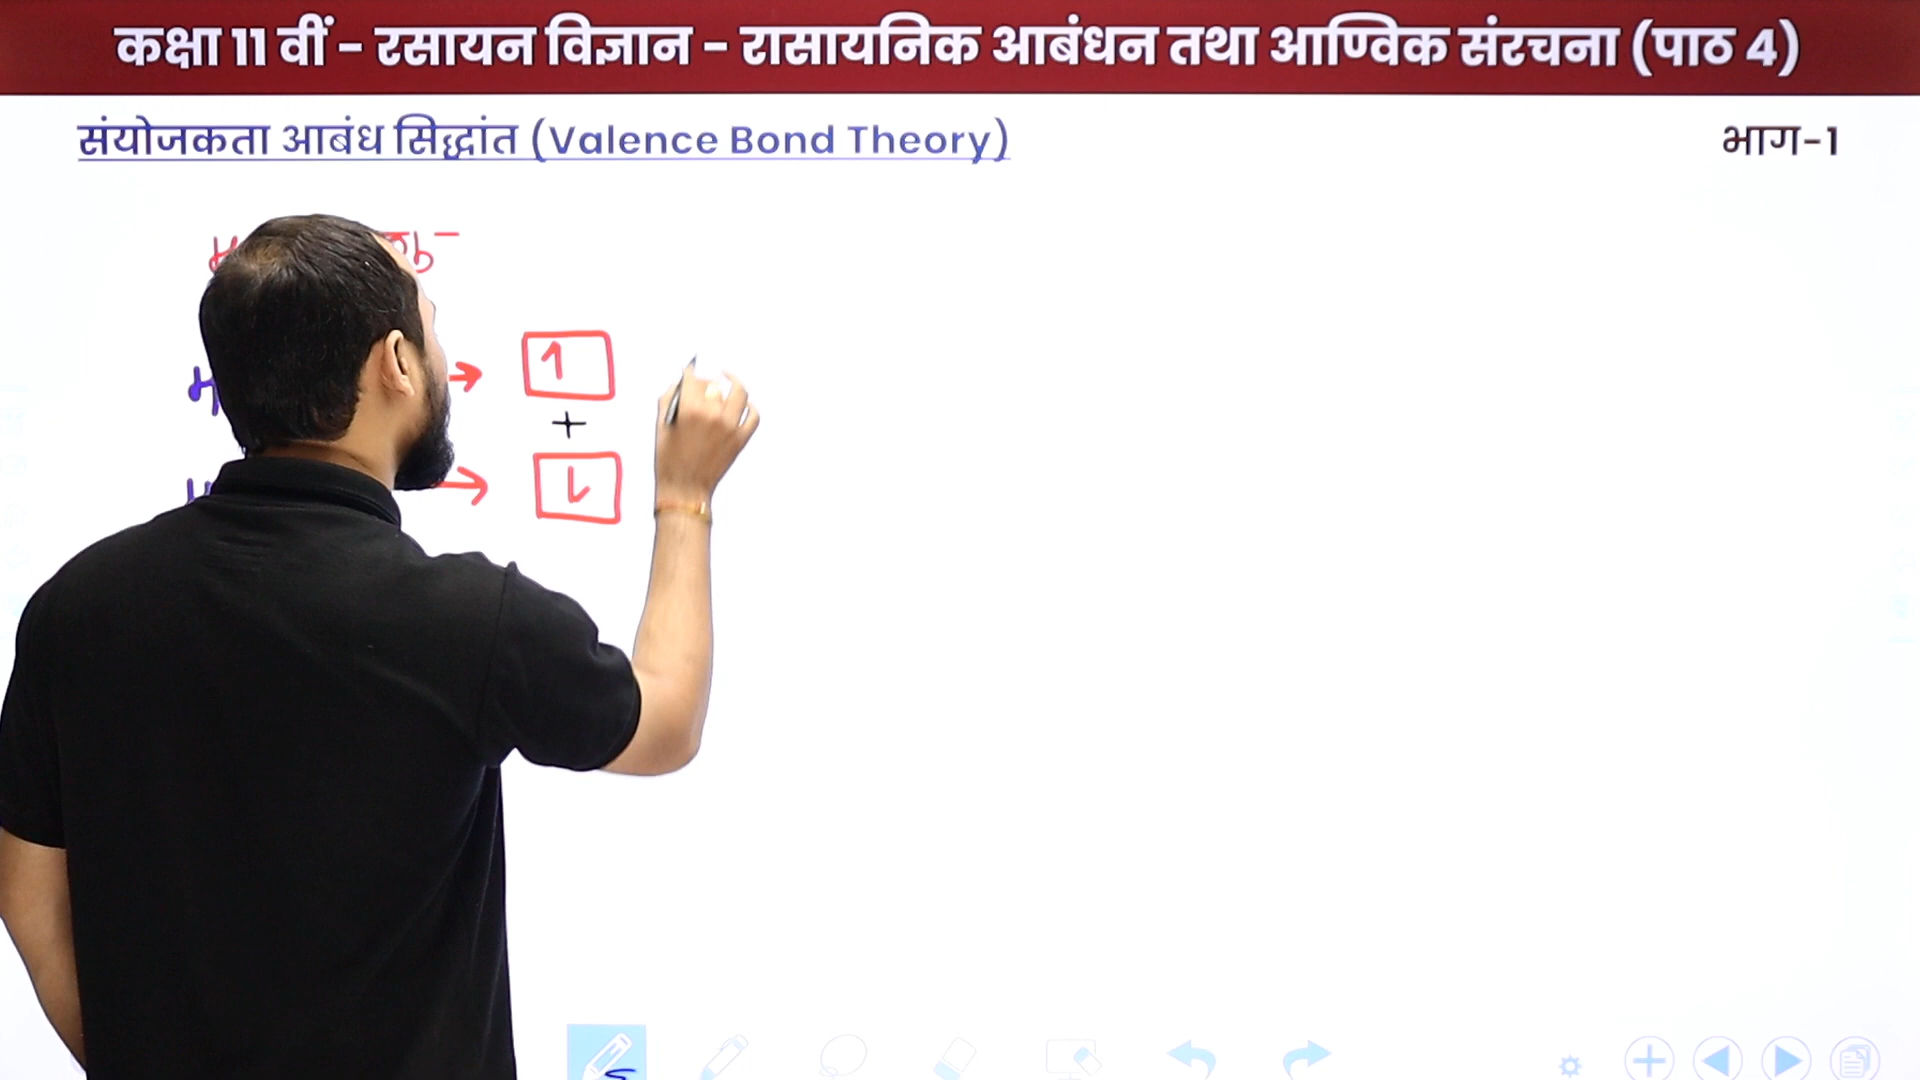 कक्षा 11 वीं - रसायन विज्ञान - रासायनिक आबंधन तथा आण्विक संरचना (पाठ 4)
संयोजकता आबंध सिद्धांत (Valence Bond Theory)
भाग-1
→ 1
+
→